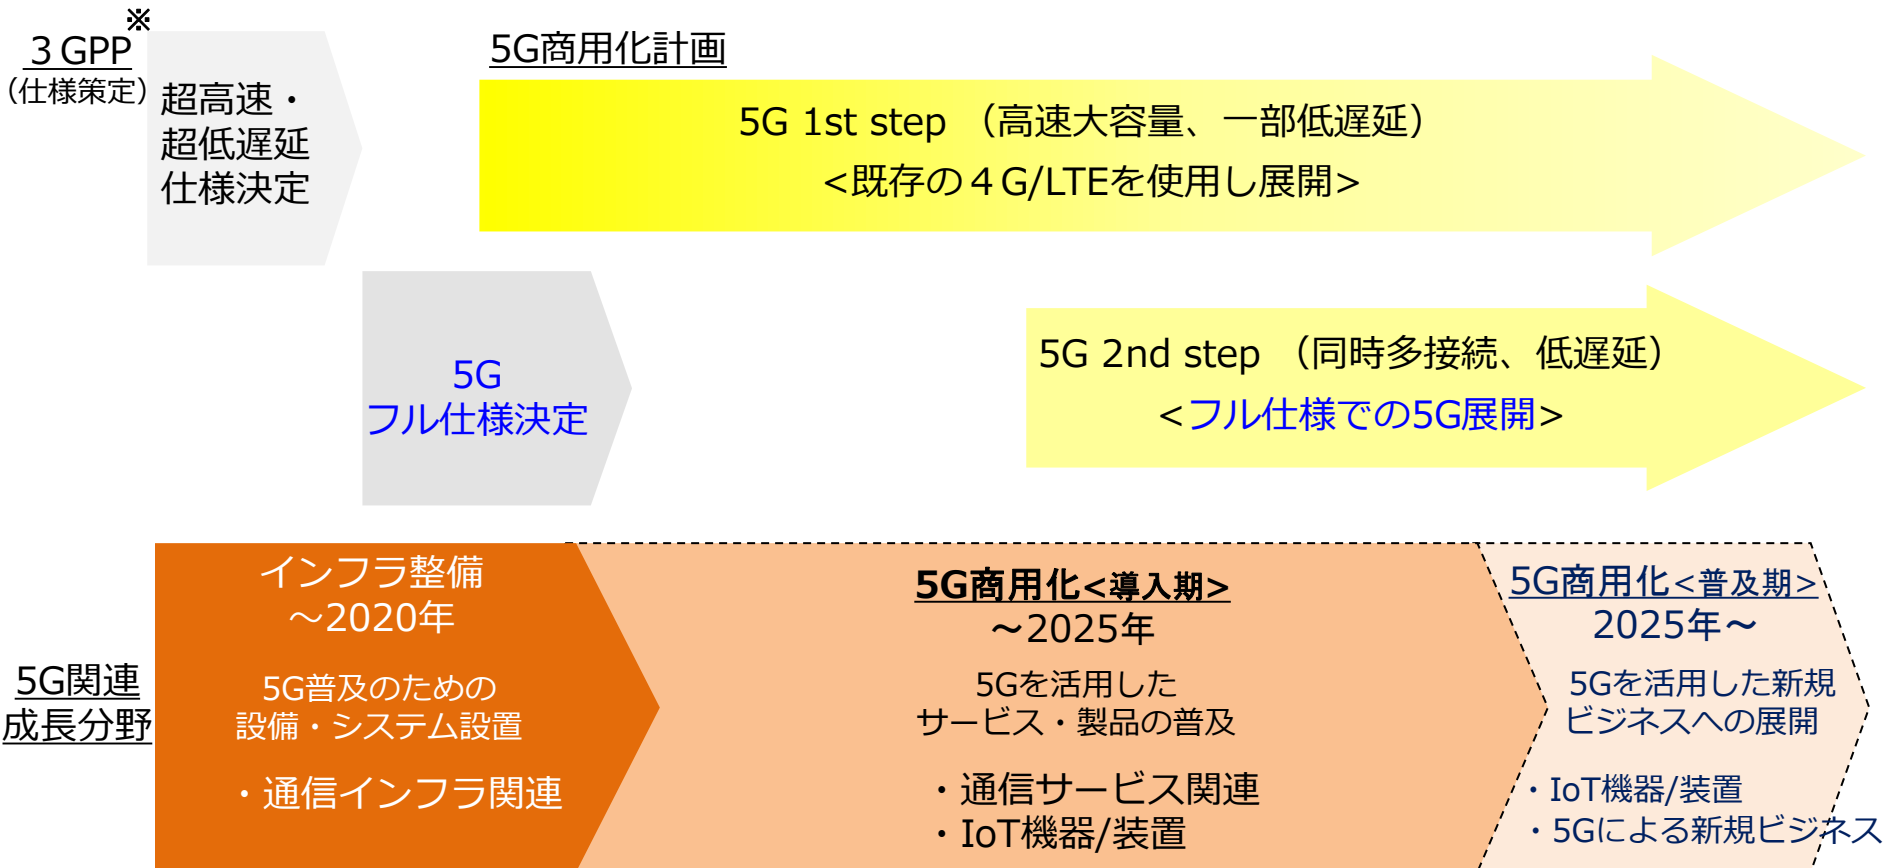 ※
３GPP
（仕様策定）
超高速・
超低遅延
仕様決定
5G商用化計画
5G 1st step （高速大容量、一部低遅延）
<既存の４G/LTEを使用し展開>
5G
フル仕様決定
5G 2nd step （同時多接続、低遅延）
<フル仕様での5G展開>
5G関連
成長分野
インフラ整備
～2020年
5G普及のための
設備・システム設置
・通信インフラ関連
5G商用化<導入期>
～2025年
5Gを活用した
サービス・製品の普及
・通信サービス関連
・IoT機器/装置
5G商用化<普及期>
2025年～
5Gを活用した新規
ビジネスへの展開
・IoT機器/装置
・5Gによる新規ビジネス